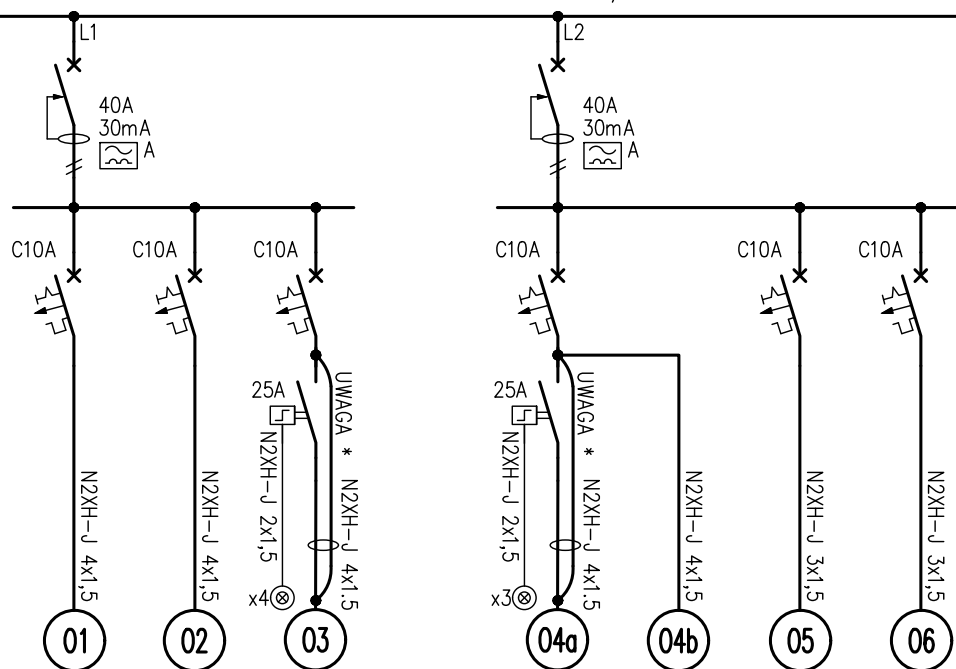 L1
L2
40A
30mA
A
40A
30mA
A
C10A
C10A
C10A
C10A
C10A
C10A
25A
UWAGA *
25A
UWAGA *
N2XH-J 4x1,5
N2XH-J 4x1,5
N2XH-J 2x1,5
N2XH-J 4x1.5
N2XH-J 2x1,5
N2XH-J 4x1.5
N2XH-J 4x1,5
N2XH-J 3x1,5
N2XH-J 3x1,5
x4
x3
01
02
03
04a
04b
05
06